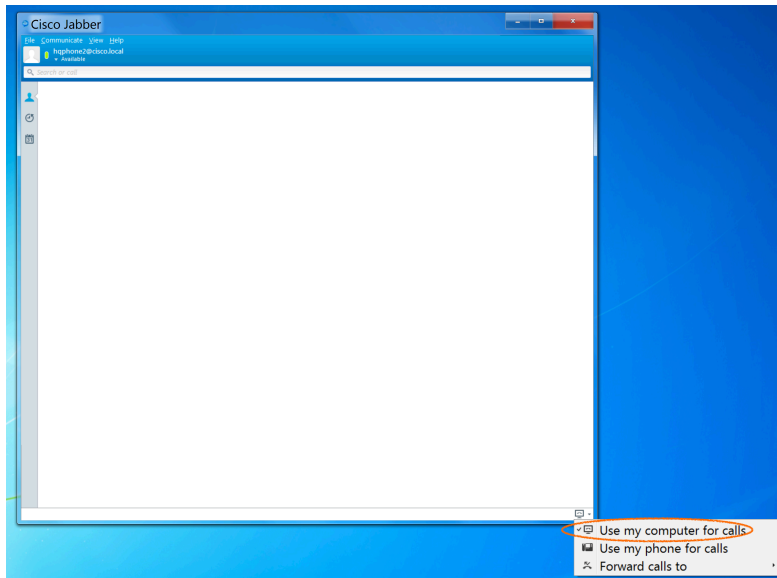 Cisco Jabber
File Communicate View Help
hqphone2@cisco.local
Available
Search or call
Use my computer for calls
Use my phone for calls
Forward calls to